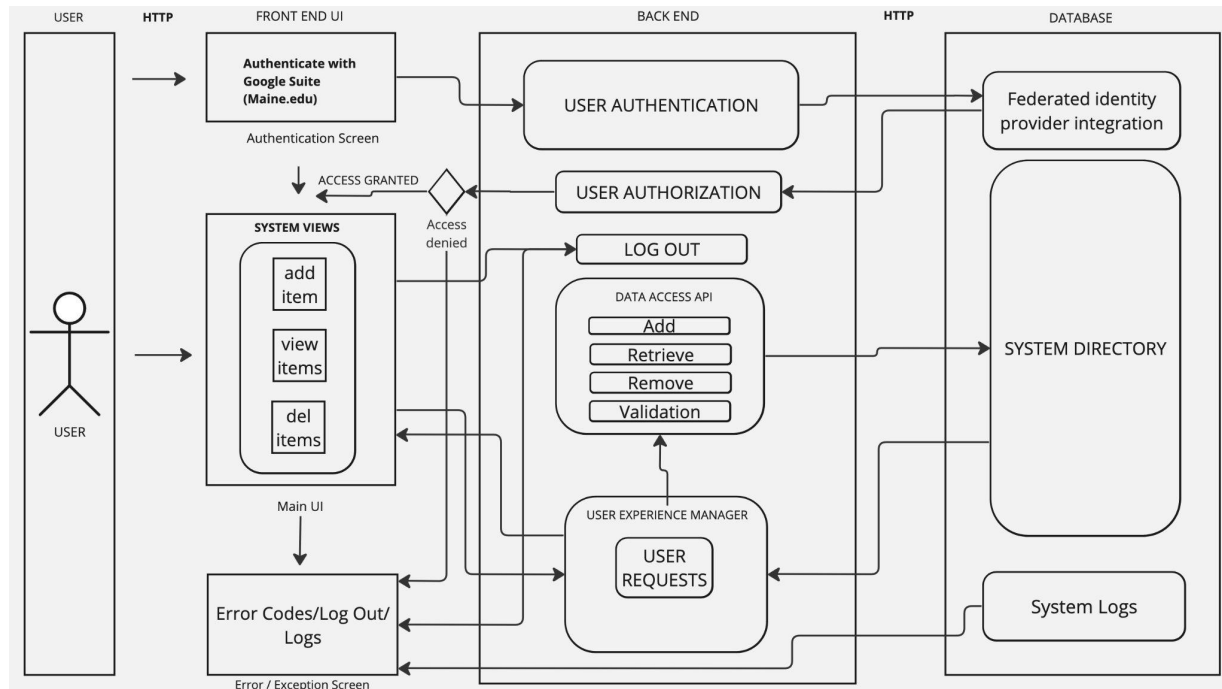 USER
HTTP
FRONT END UI
BACK END
HTTP
DATABASE
Authenticate with
Google Suite
(Maine.edu)
Authentication Screen
USER AUTHENTICATION
Federated identity
provider integration
ACCESS GRANTED
Access
denied
USER AUTHORIZATION
SYSTEM VIEWS
add
item
view
items
del
items
Main UI
LOG OUT
DATA ACCESS API
Add
Retrieve
Remove
Validation
SYSTEM DIRECTORY
USER
USER EXPERIENCE MANAGER
USER
REQUESTS
Error Codes/Log Out/
Logs
Error / Exception Screen
System Logs